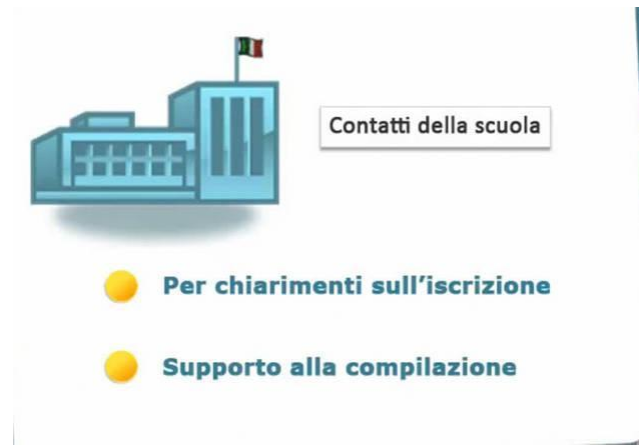 Contatti della scuola
Per chiarimenti sull’iscrizione
Supporto alla compilazione